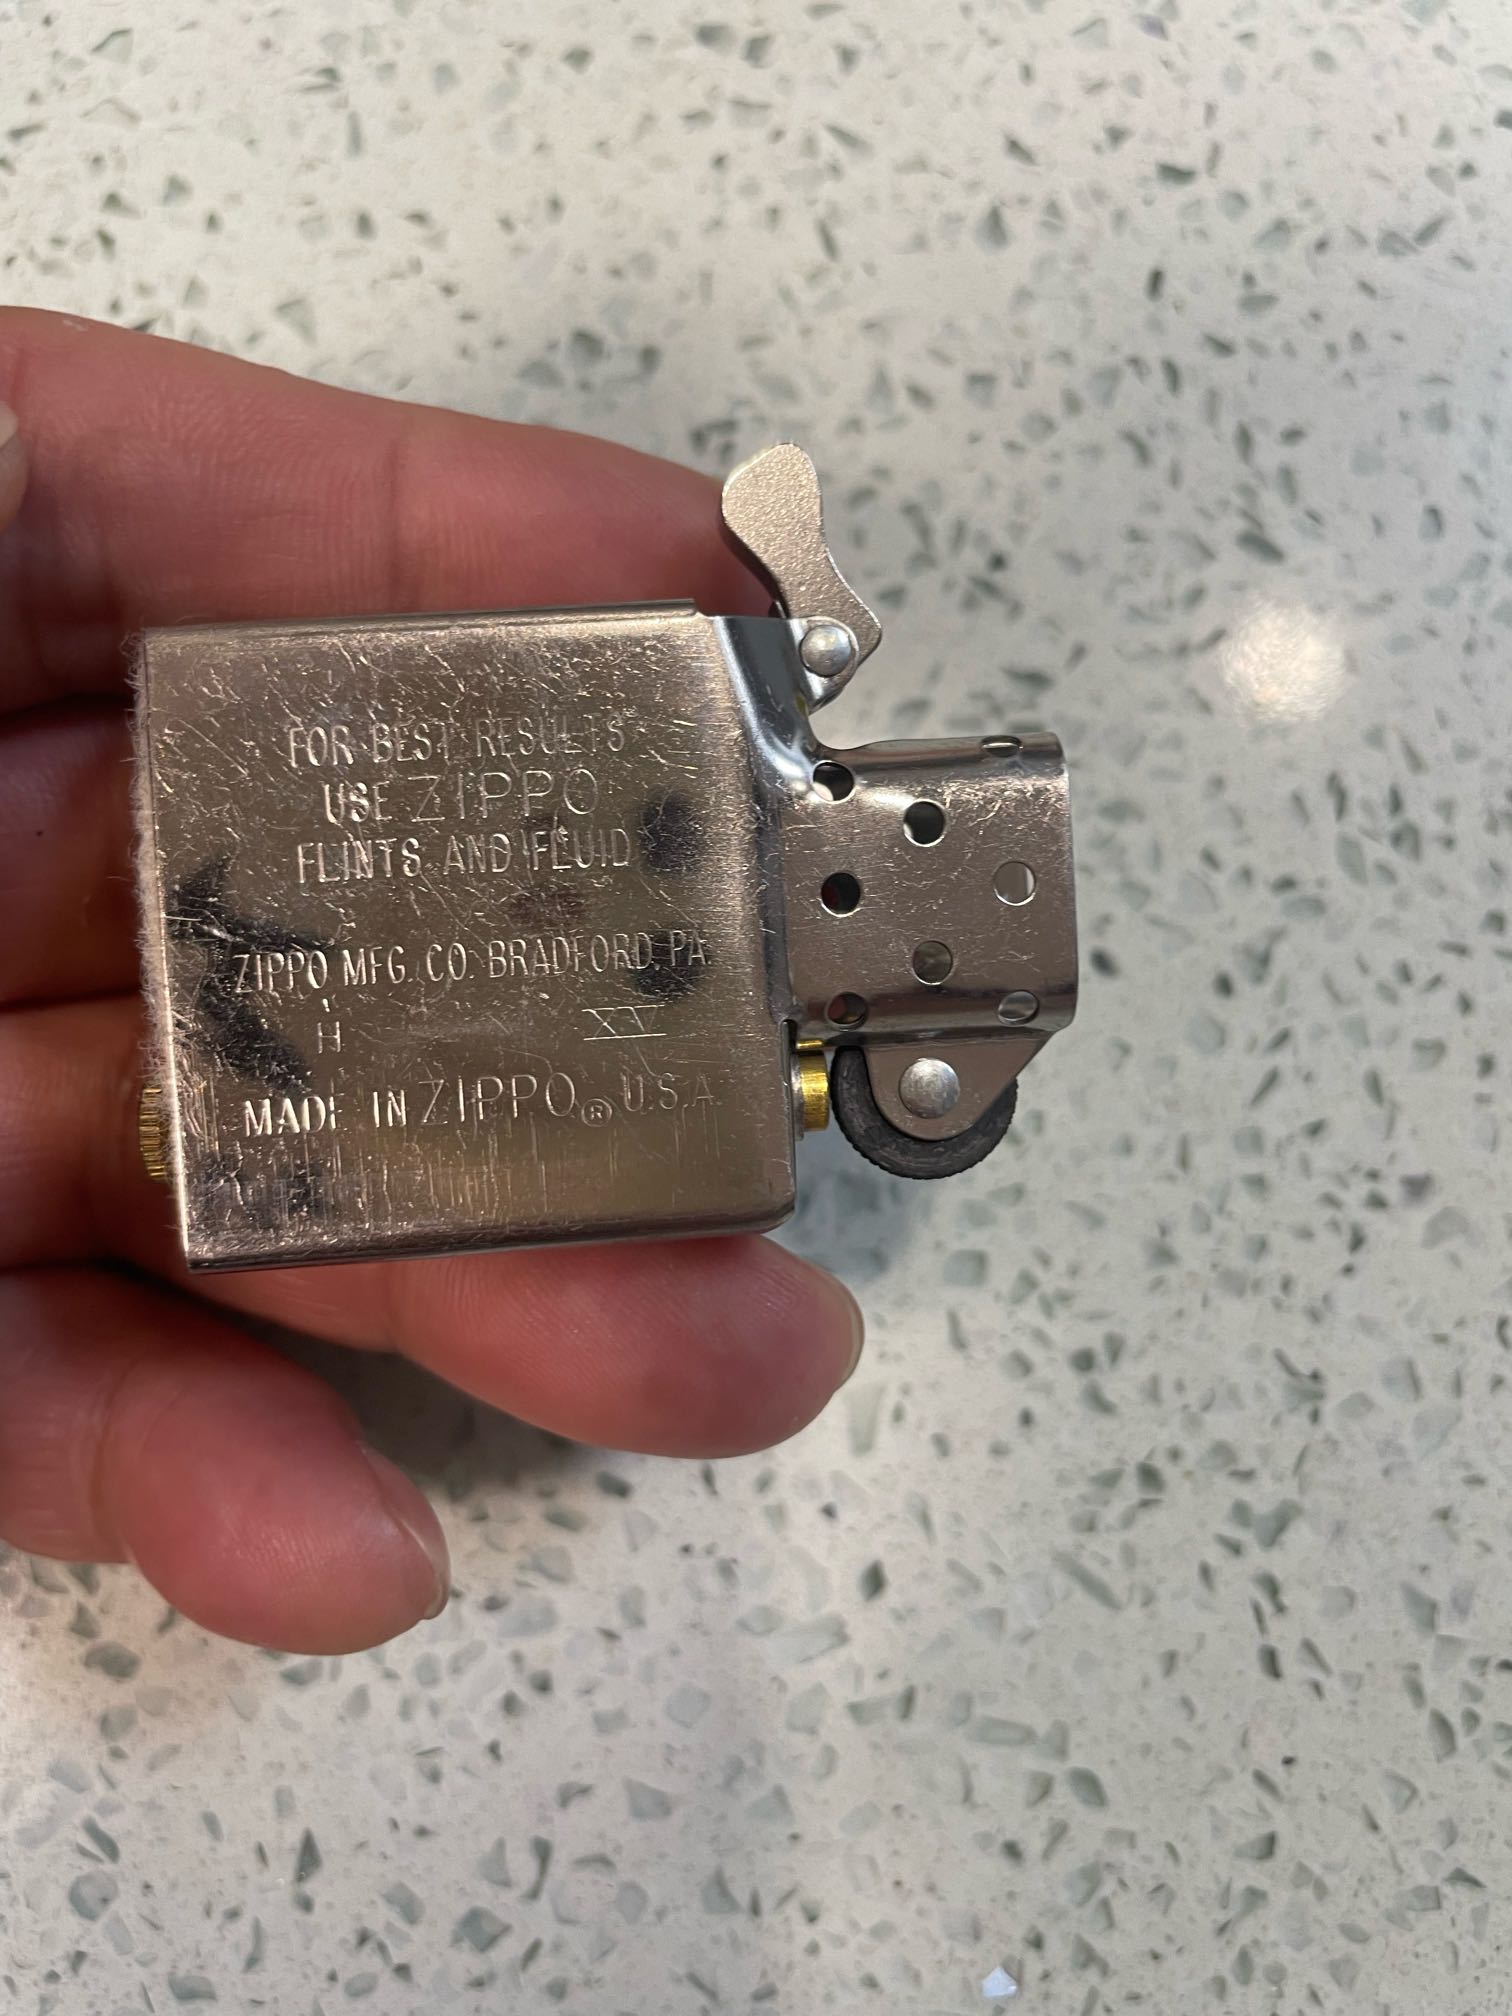 FOR BEST RESULTS
USE ZIPPO
FLINTS AND FLUID
ZIPPO MFG. CO. BRADFORD, PA.
H XV
MADE IN ZIPPO® U.S.A.